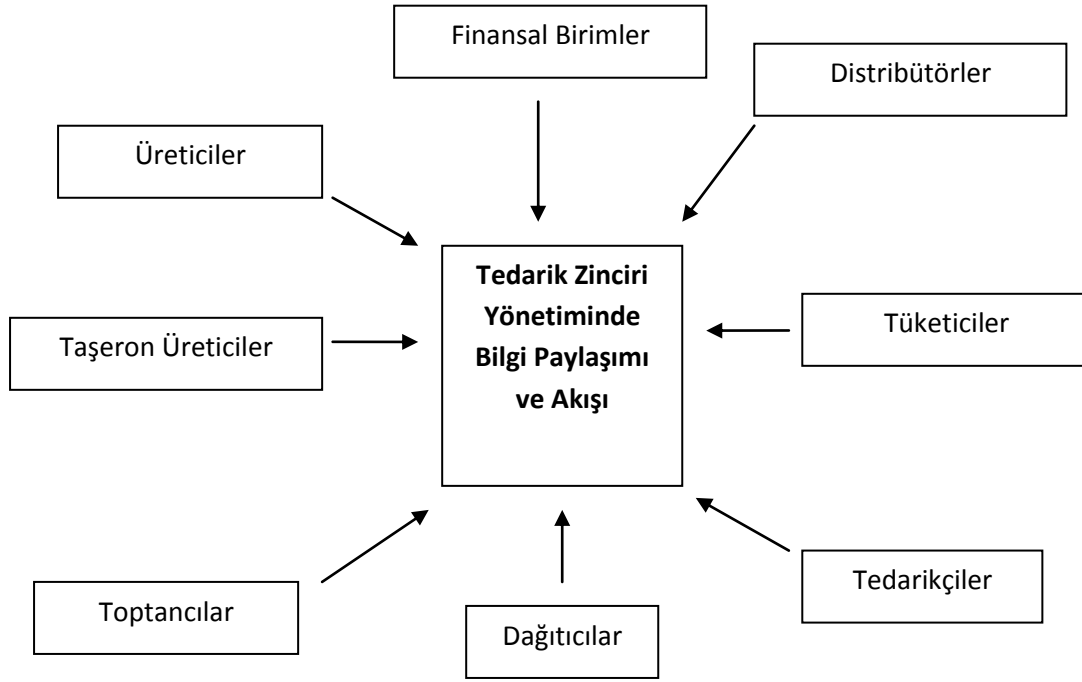 Finansal Birimler
Distribütörler
Üreticiler
Tedarik Zinciri
Yönetiminde
Bilgi Paylaşımı
ve Akışı
Taşeron Üreticiler
Tüketiciler
Toptancılar
Dağıtıcılar
Tedarikçiler